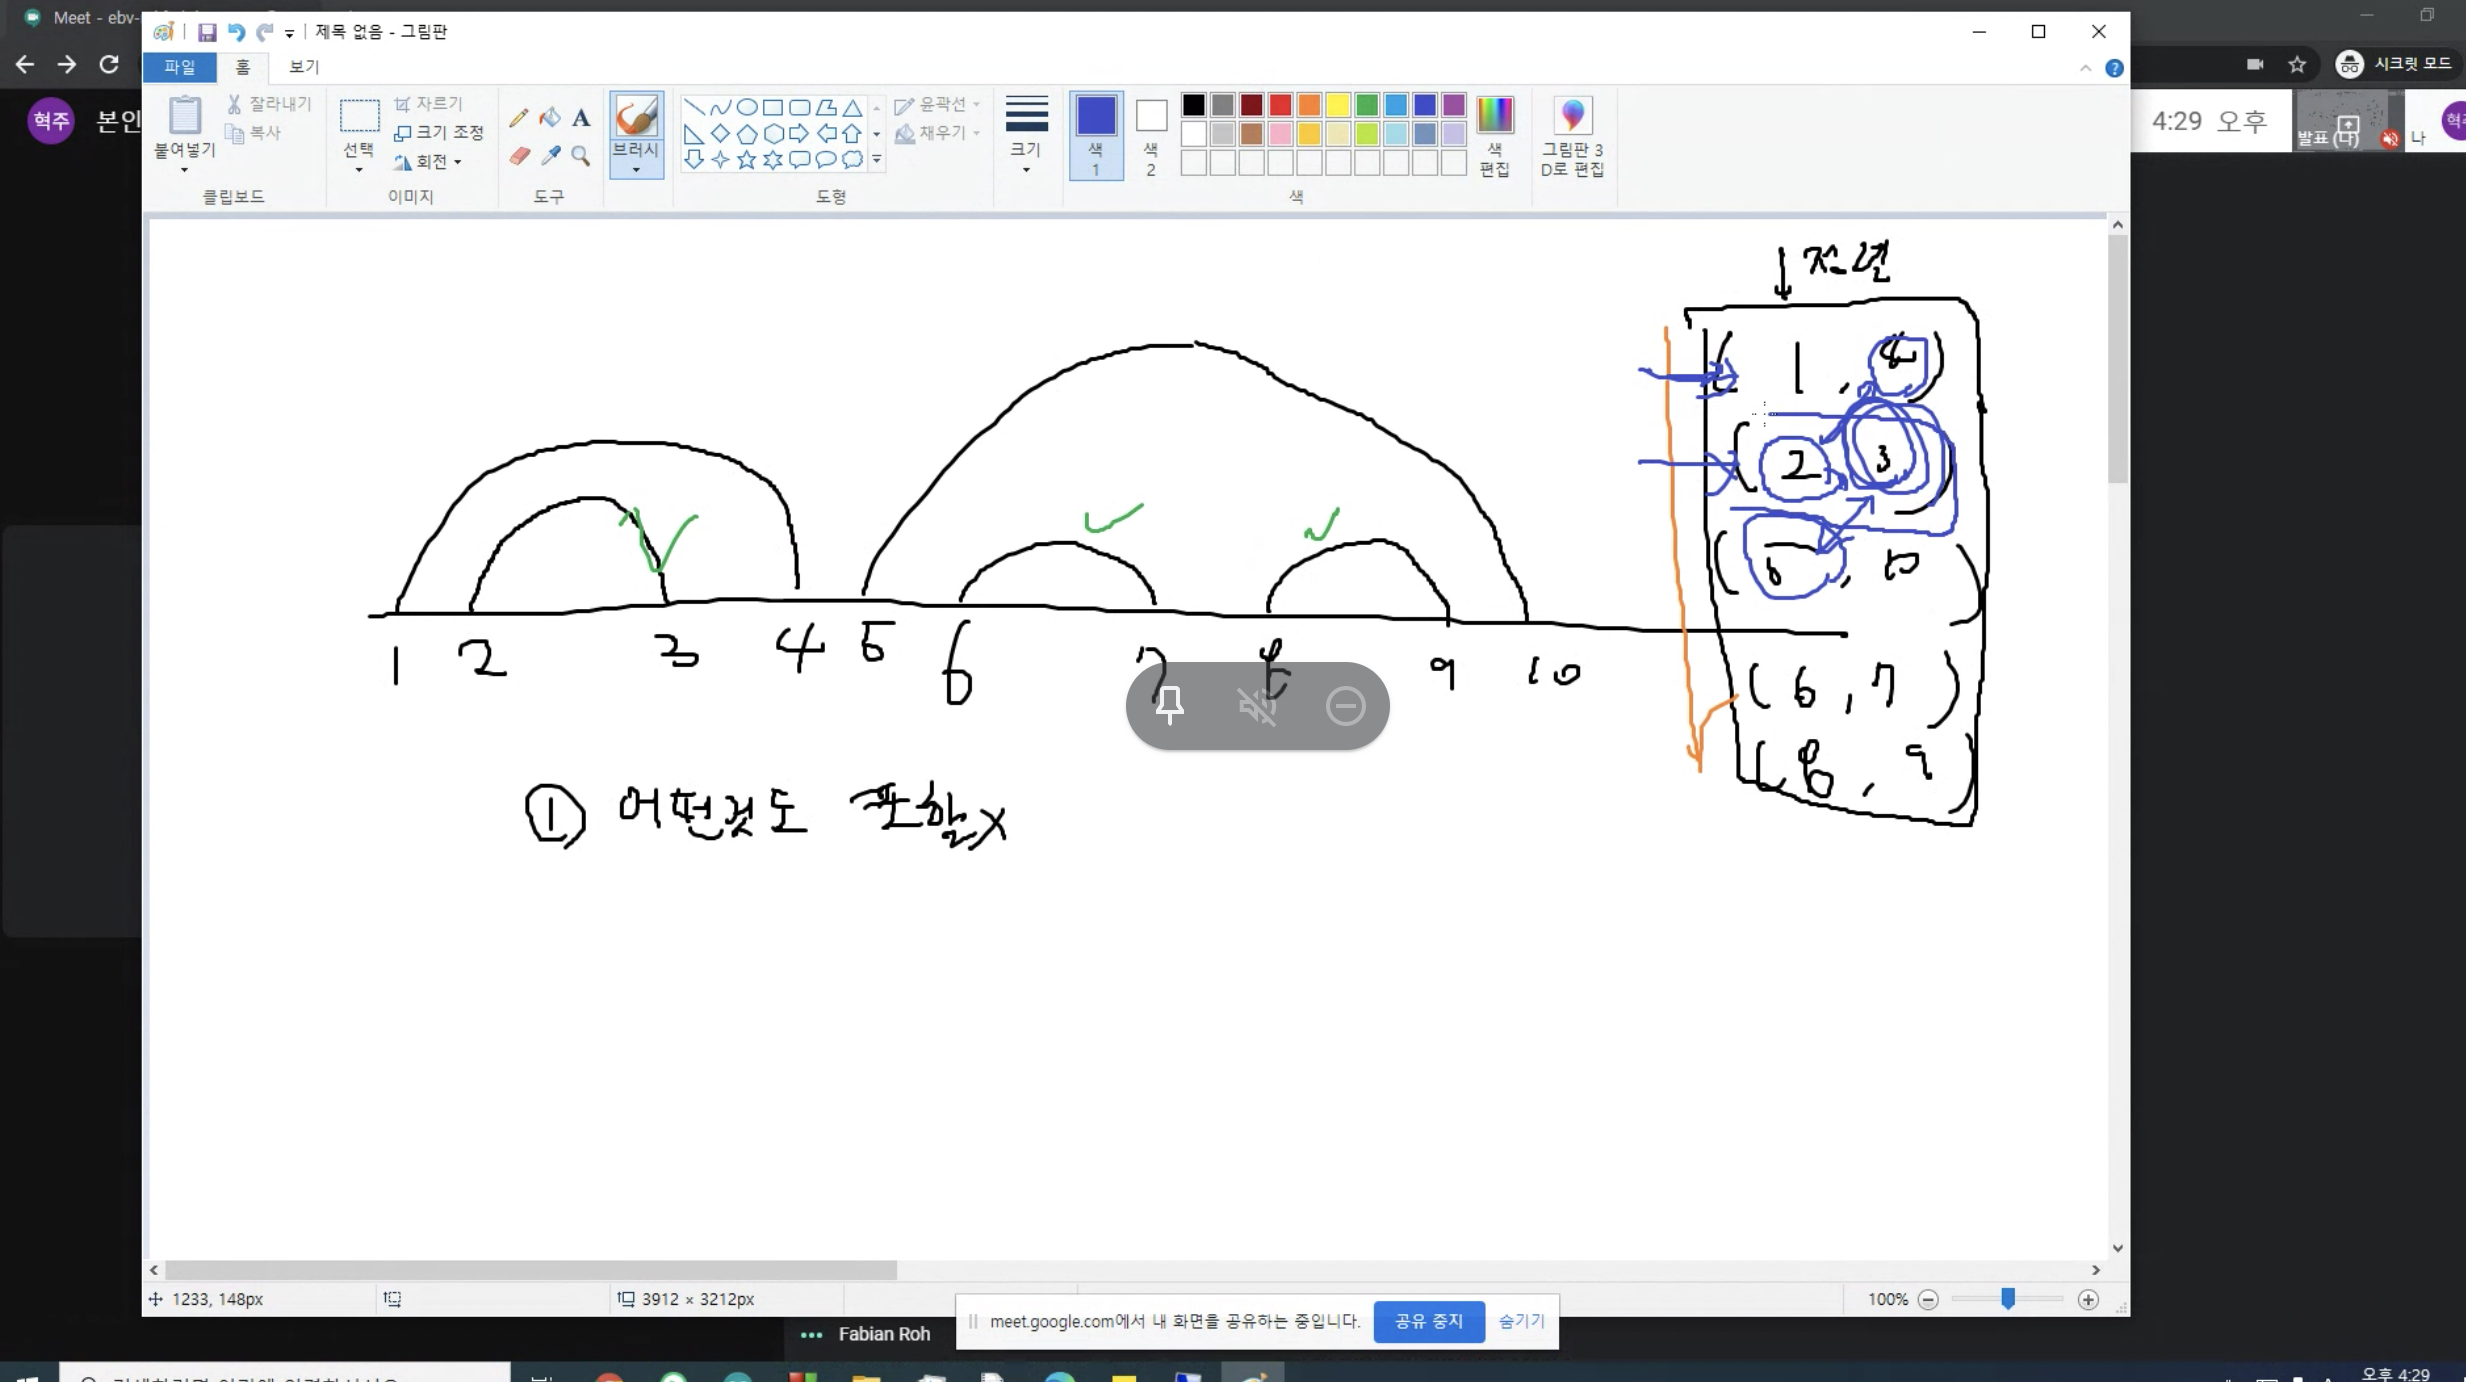 Meet - ebv-
제목 없음 - 그림판
파일 홈 보기
시크릿 모드
혁주 본인
붙여넣기
잘라내기
복사
클립보드
선택
자르기
크기 조정
회전
이미지
A
도구
브러시
도형
윤곽선
채우기
크기
색
1
색
2
색
편집
색
그림판 3
D로 편집
4:29 오후
발표 (나)
나
(1, 4)
(2, 3)
, 10
(6, 7)
(8, 9)
1 2 3 4 5 6 7 8 9 10
① 어떤것도 포함X
1233, 148px
3912 × 3212px
100%
Fabian Roh
meet.google.com에서 내 화면을 공유하는 중입니다.
공유 중지
숨기기
오후 4:29